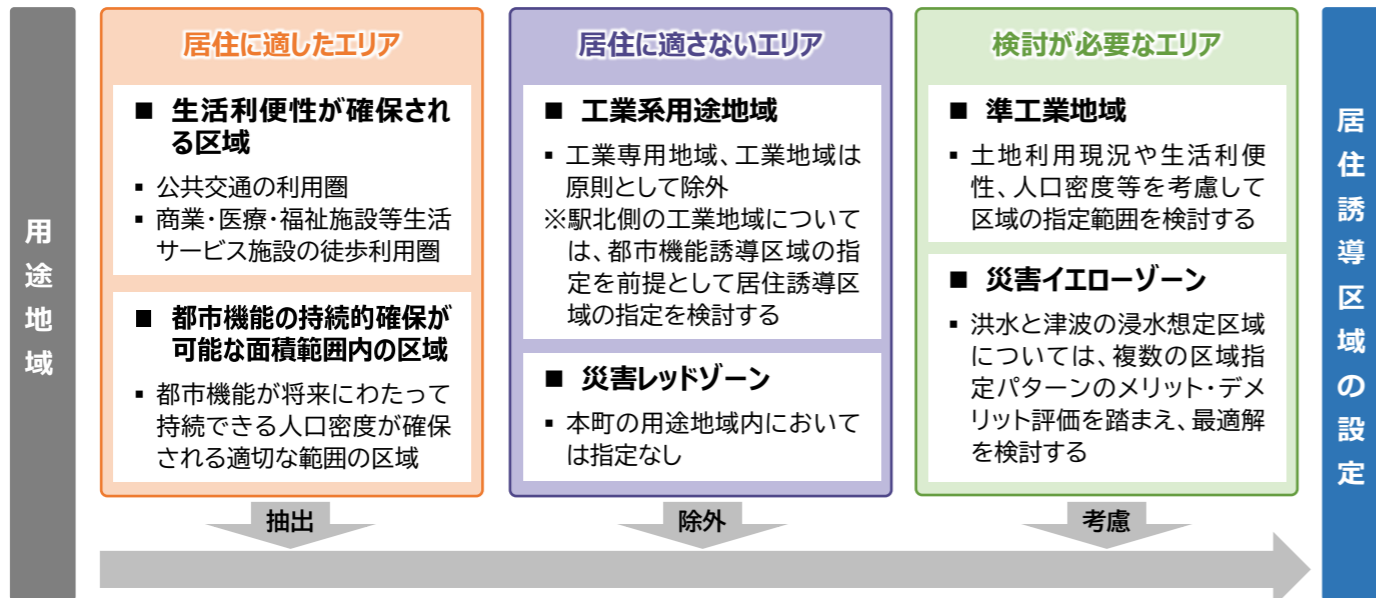 用途地域
居住に適したエリア
■ 生活利便性が確保され
る区域
▪ 公共交通の利用圏
▪ 商業・医療・福祉施設等生活
サービス施設の徒歩利用圏
■ 都市機能の持続的確保が
可能な面積範囲内の区域
▪ 都市機能が将来にわたって
持続できる人口密度が確保
される適切な範囲の区域
抽出
居住に適さないエリア
■ 工業系用途地域
▪ 工業専用地域、工業地域は
原則として除外
※駅北側の工業地域について
は、都市機能誘導区域の指
定を前提として居住誘導区
域の指定を検討する
■ 災害レッドゾーン
▪ 本町の用途地域内において
は指定なし
除外
検討が必要なエリア
■ 準工業地域
▪ 土地利用現況や生活利便
性、人口密度等を考慮して
区域の指定範囲を検討する
■ 災害イエローゾーン
▪ 洪水と津波の浸水想定区域
については、複数の区域指
定パターンのメリット・デメ
リット評価を踏まえ、最適解
を検討する
考慮
居住誘導区域の設定